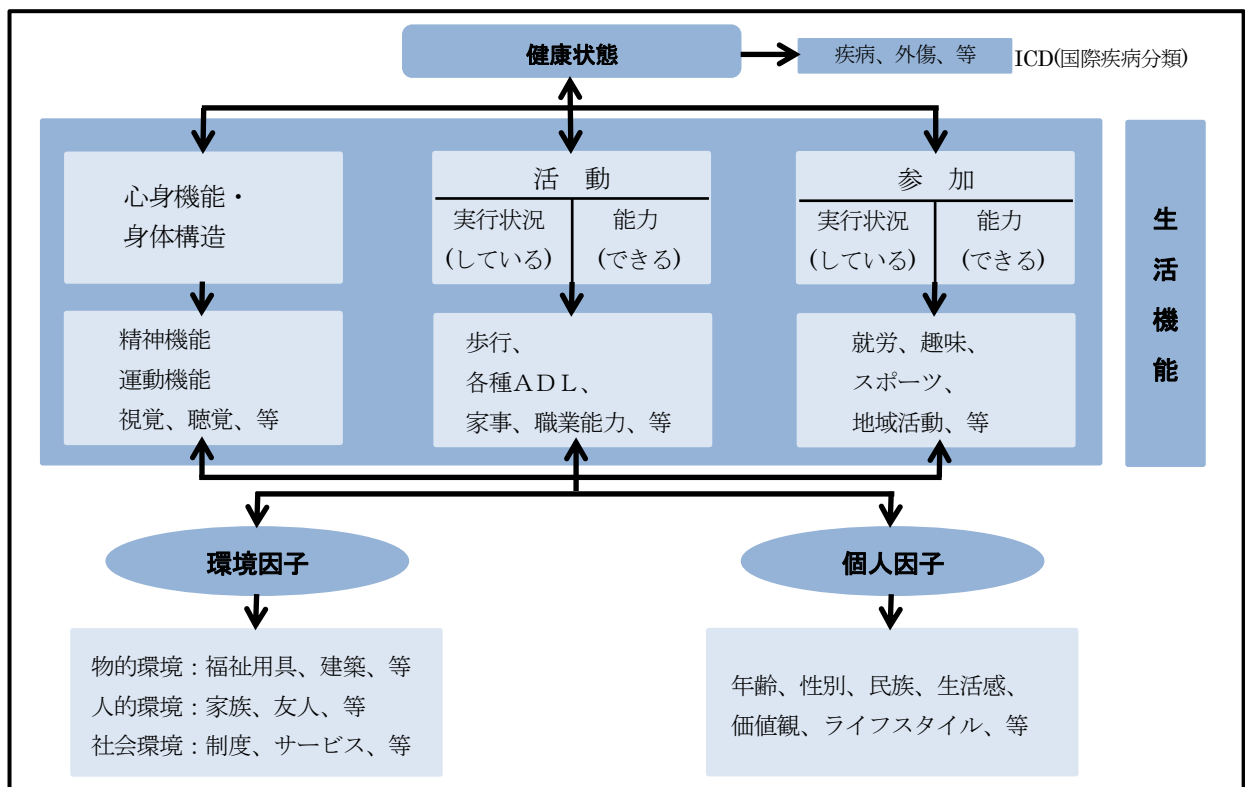 健康状態
疾病、外傷、等
ICD(国際疾病分類)
心身機能・
身体構造
活　動
実行状況
(している)
能力
(できる)
参　加
実行状況
(している)
能力
(できる)
生活機能
精神機能
運動機能
視覚、聴覚、等
歩行、
各種ＡＤＬ、
家事、職業能力、等
就労、趣味、
スポーツ、
地域活動、等
環境因子
個人因子
物的環境：福祉用具、建築、等
人的環境：家族、友人、等
社会環境：制度、サービス、等
年齢、性別、民族、生活感、
価値観、ライフスタイル、等